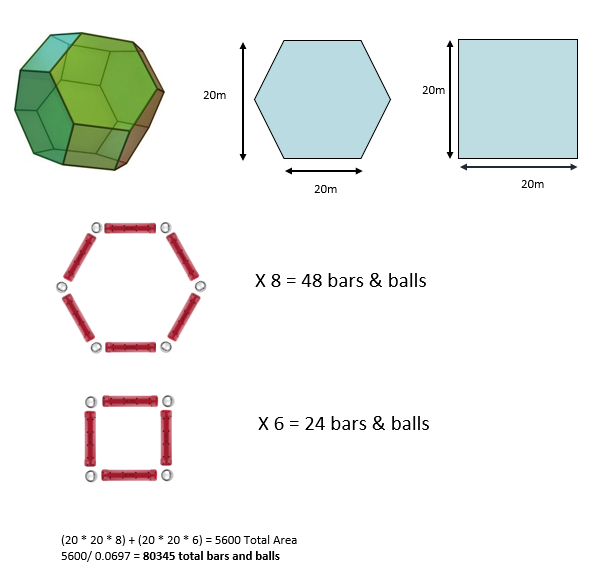 20m
20m
20m
20m
X 8 = 48 bars & balls
X 6 = 24 bars & balls
(20 * 20 * 8) + (20 * 20 * 6) = 5600 Total Area
5600/ 0.0697 = 80345 total bars and balls